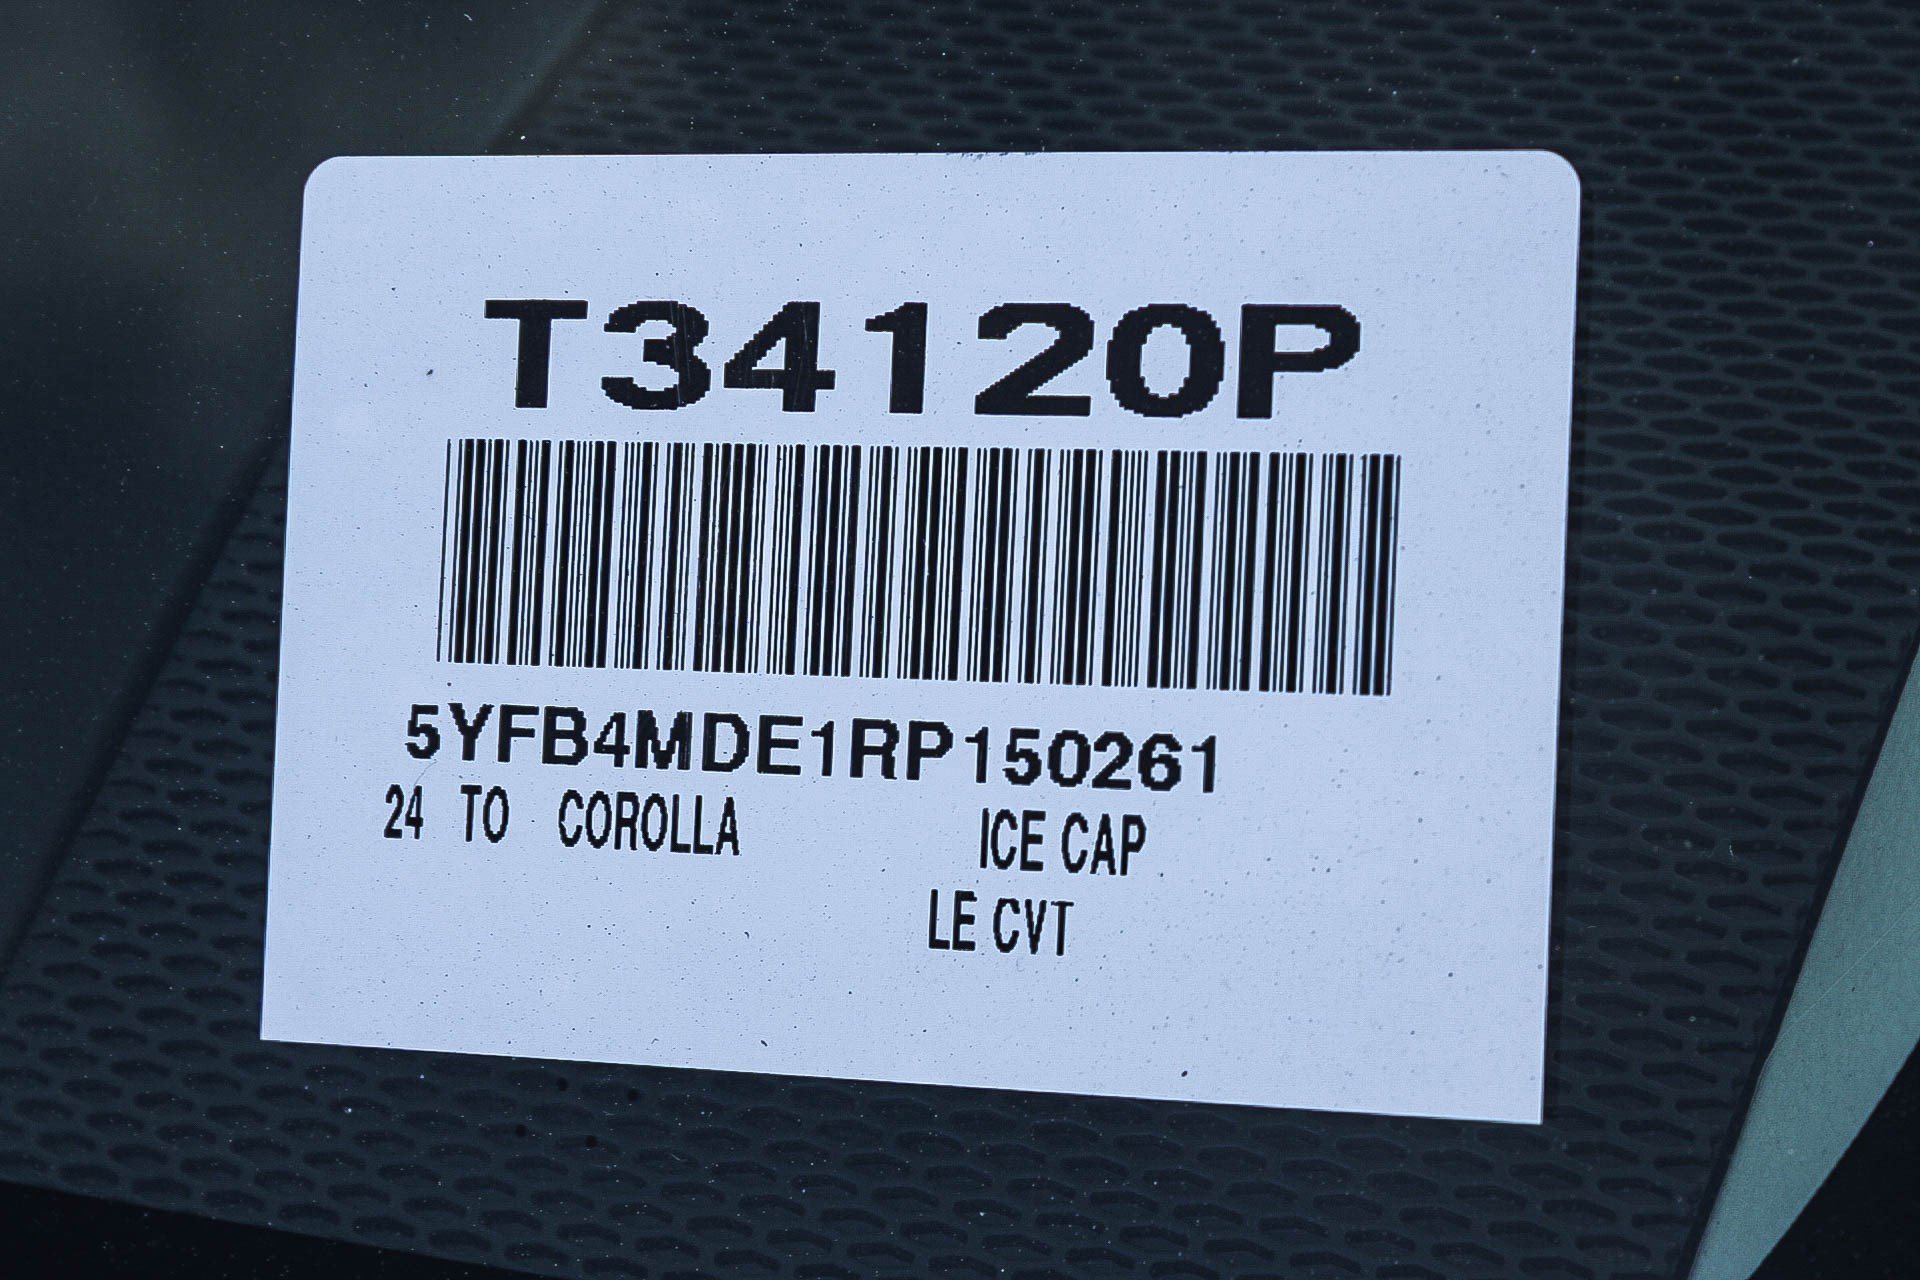 T34120P
5YFB4MDE1RP150261
24 TO COROLLA ICE CAP
LE CVT